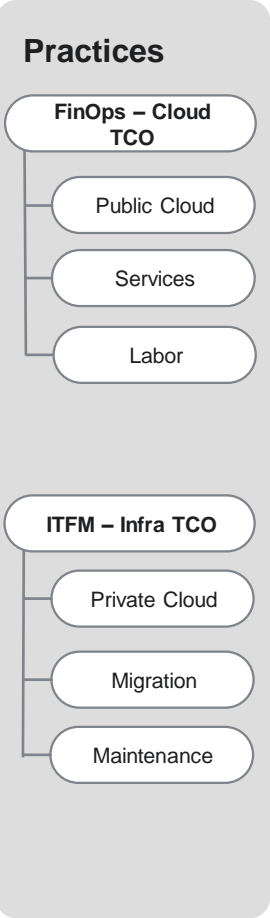 Practices
FinOps – Cloud
TCO
Public Cloud
Services
Labor
ITFM – Infra TCO
Private Cloud
Migration
Maintenance